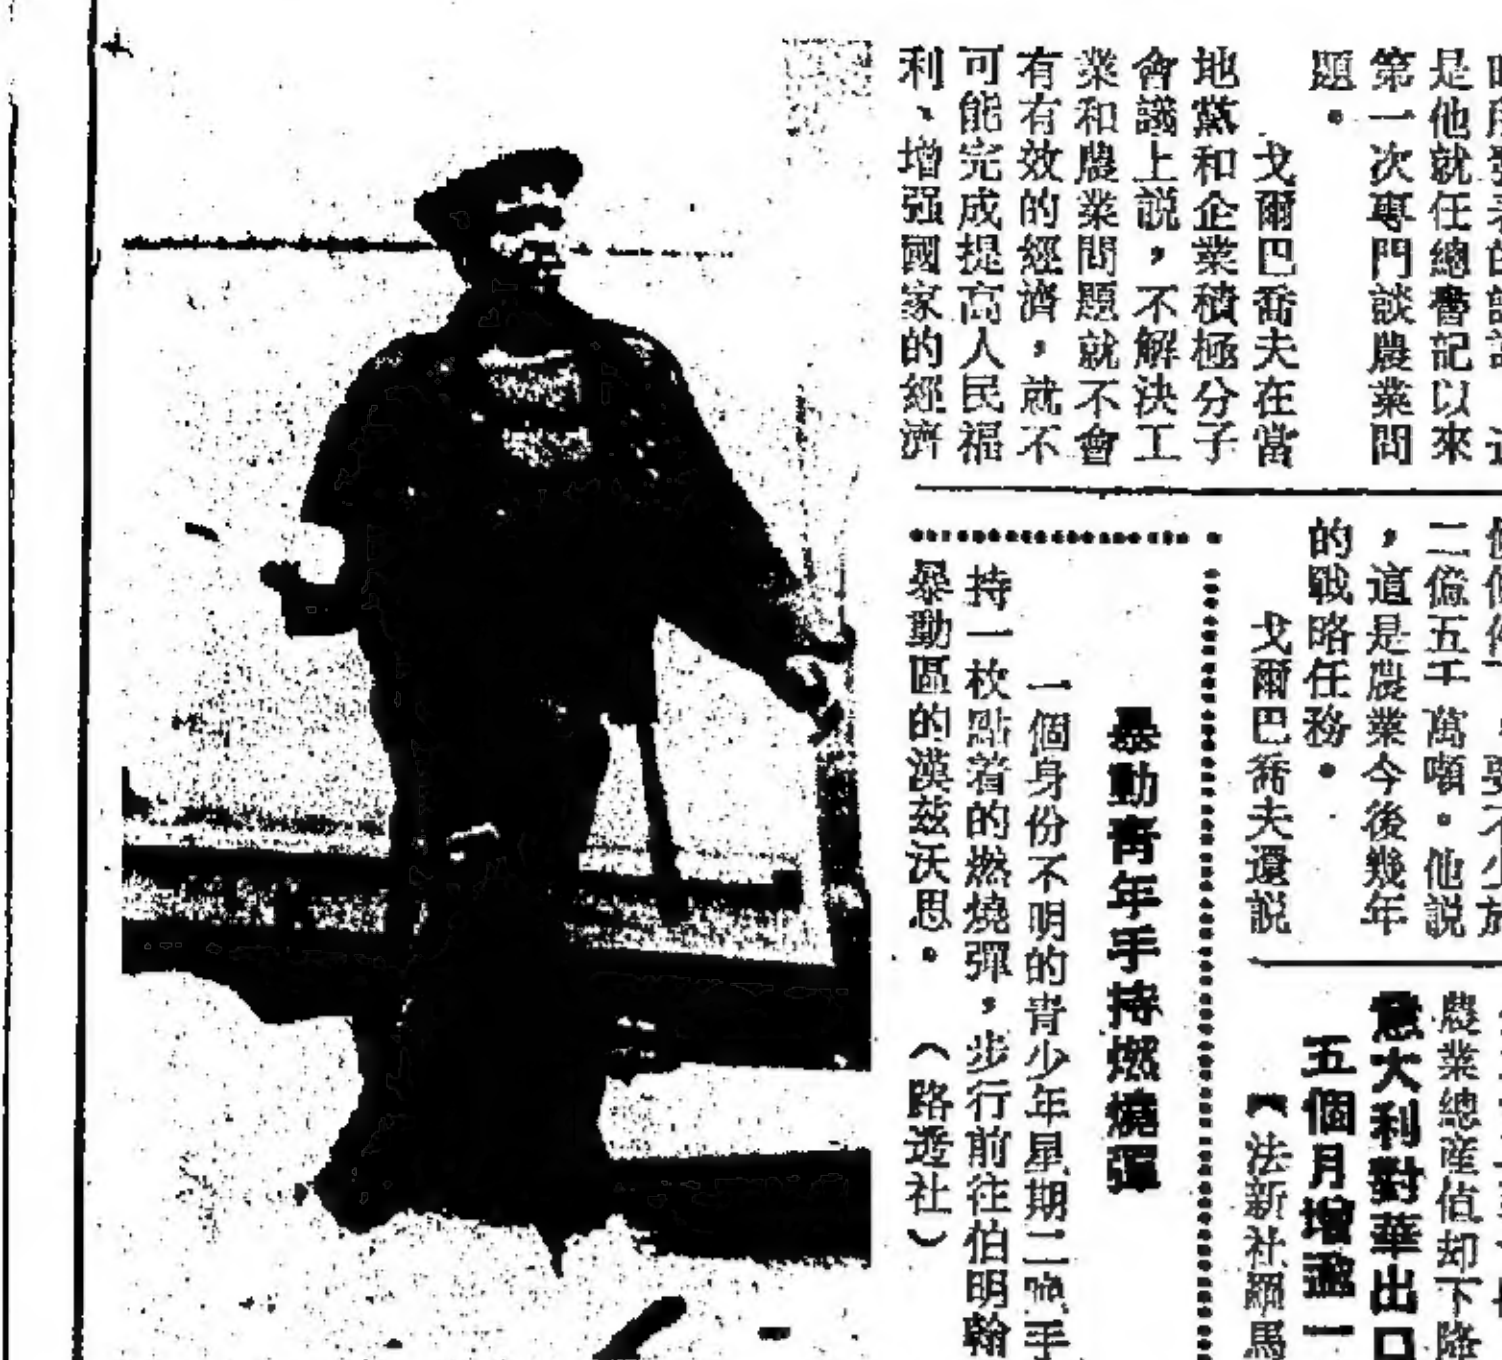 是他就任總書記以來
第一次專門談農業問
題。
戈爾巴喬夫在當
地黨和企業積極分子
會議上説，不解決工
業和農業問題就不會
有有效的經濟，就不
可能完成提高人民福
利、增强國家的經濟
二億五千萬噸。他説
，這是農業今後幾年
的戰略任務。
戈爾巴喬夫還説
暴動青年手持燃燒彈
一個身份不明的青少年星期二 手
持一枚點着的燃燒彈，步行前往伯明翰
暴動區的漢兹沃思。 （路透社）
農業總産值却下降
意大利對華出口
五個月增 一
（法新社羅馬